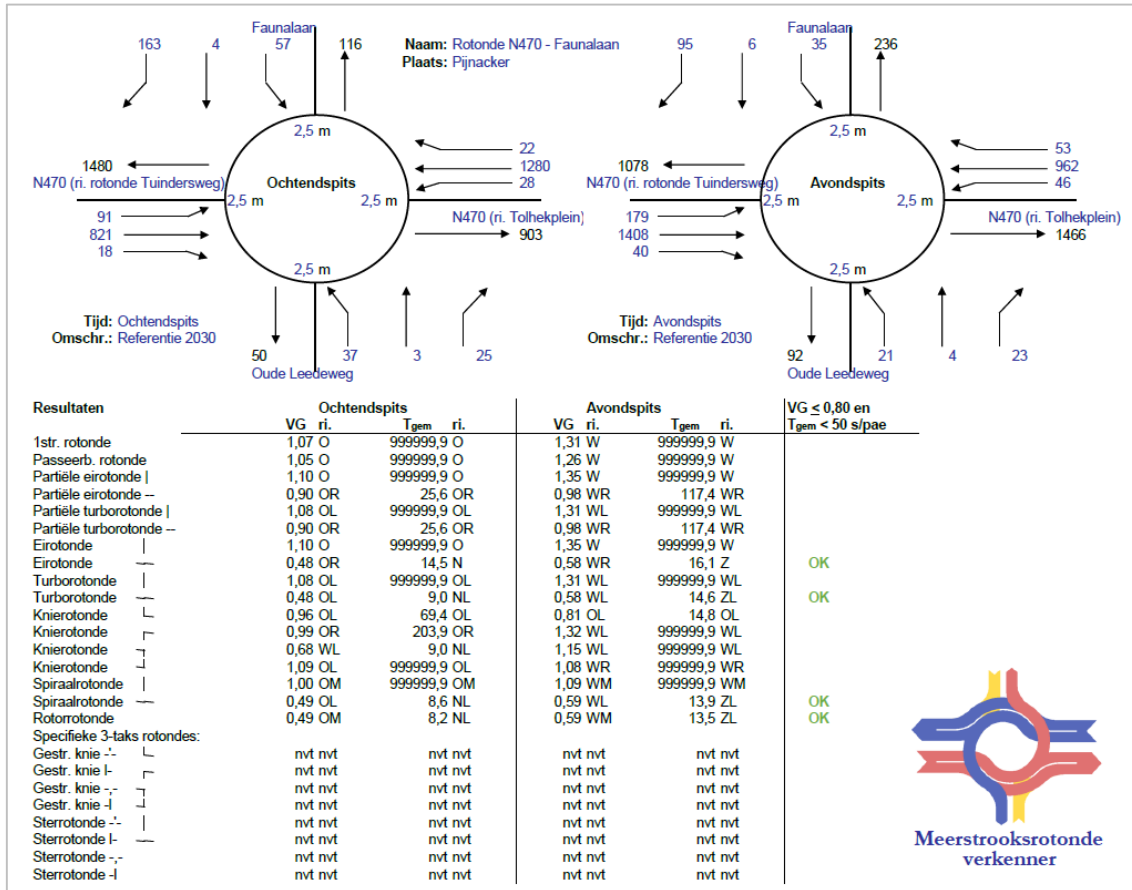 Faunalaan
163 4 57 116
Naam: Rotonde N470 - Faunalaan
Plaats: Pijnacker
Faunalaan
95 6 35 236
2,5 m
2,5 m
22
1280
28
53
962
46
1480
N470 (ri. rotonde Tuindersweg)
Ochtendspits
1078
N470 (ri. rotonde Tuindersweg)
Avondspits
2,5 m
2,5 m
2,5 m
2,5 m
91
821
18
N470 (ri. Tolhekplein)
903
179
1408
40
N470 (ri. Tolhekplein)
1466
2,5 m
2,5 m
Tijd: Ochtendspits
Omschr.: Referentie 2030
Tijd: Avondspits
Omschr.: Referentie 2030
50 37 3 25
Oude Leedeweg
92 21 4 23
Oude Leedeweg
Resultaten Ochtendspits Avondspits VG ≤ 0,80 en
VG ri. Tgem ri. VG ri. Tgem ri. Tgem < 50 s/pae
1str. rotonde 1,07 O 999999,9 O 1,31 W 999999,9 W
Passeerb. rotonde 1,05 O 999999,9 O 1,26 W 999999,9 W
Partiële eirotonde | 1,10 O 999999,9 O 1,35 W 999999,9 W
Partiële eirotonde -- 0,90 OR 25,6 OR 0,98 WR 117,4 WR
Partiële turborotonde | 1,08 OL 999999,9 OL 1,31 WL 999999,9 WL
Partiële turborotonde -- 0,90 OR 25,6 OR 0,98 WR 117,4 WR
Eirotonde | 1,10 O 999999,9 O 1,35 W 999999,9 W
Eirotonde 0,48 OR 14,5 N 0,58 WR 16,1 Z OK
Turborotonde | 1,08 OL 999999,9 OL 1,31 WL 999999,9 WL
Turborotonde 0,48 OL 9,0 NL 0,58 WL 14,6 ZL OK
Knierotonde 0,96 OL 69,4 OL 0,81 OL 14,8 OL
Knierotonde 0,99 OR 203,9 OR 1,32 WL 999999,9 WL
Knierotonde 0,68 WL 9,0 NL 1,15 WL 999999,9 WL
Knierotonde 1,09 OL 999999,9 OL 1,08 WR 999999,9 WR
Spiraalrotonde | 1,00 OM 999999,9 OM 1,09 WM 999999,9 WM
Spiraalrotonde 0,49 OL 8,6 NL 0,59 WL 13,9 ZL OK
Rotorrotonde 0,49 OM 8,2 NL 0,59 WM 13,5 ZL OK
Specifieke 3-taks rotondes:
Gestr. knie -'- nvt nvt nvt nvt nvt nvt nvt nvt
Gestr. knie I- nvt nvt nvt nvt nvt nvt nvt nvt
Gestr. knie -,- nvt nvt nvt nvt nvt nvt nvt nvt
Gestr. knie -I nvt nvt nvt nvt nvt nvt nvt nvt
Sterrotonde -'- | nvt nvt nvt nvt nvt nvt nvt nvt
Sterrotonde I- nvt nvt nvt nvt nvt nvt nvt nvt
Sterrotonde -,- nvt nvt nvt nvt nvt nvt nvt nvt
Sterrotonde -I nvt nvt nvt nvt nvt nvt nvt nvt
Meerstrooksrotonde
verkenner